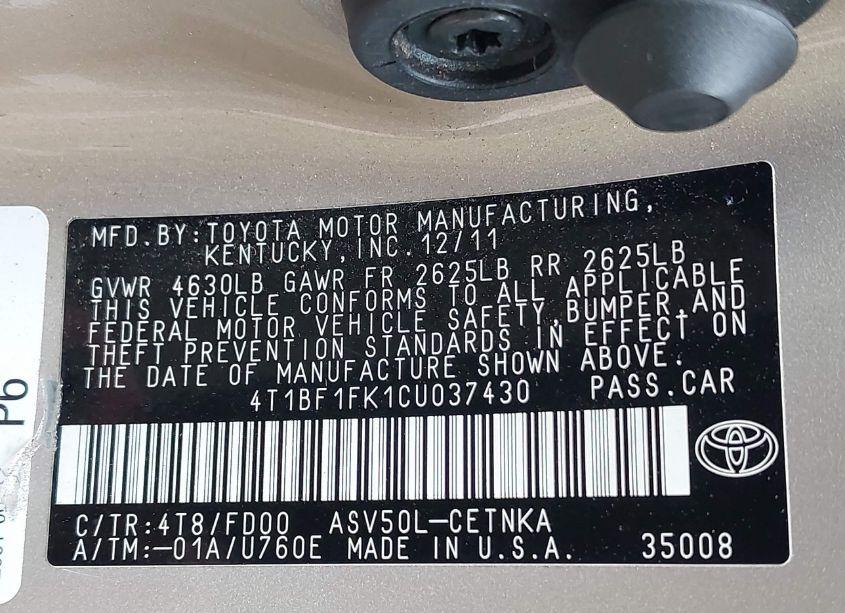 MFD.BY:TOYOTA MOTOR MANUFACTURING,
KENTUCKY,INC.12/11
GVWR 4630LB GAWR FR 2625LB RR 2625LB
THIS VEHICLE CONFORMS TO ALL APPLICABLE
FEDERAL MOTOR VEHICLE SAFETY,BUMPER,AND
THEFT PREVENTION STANDARDS IN EFFECT ON
THE DATE OF MANUFACTURE SHOWN ABOVE.
4T1BF1FK1CU037430 PASS.CAR
C/TR:4T8/FD00 ASV50L-CETNKA
A/TM:-01A/U760E MADE IN U.S.A. 35008
P6